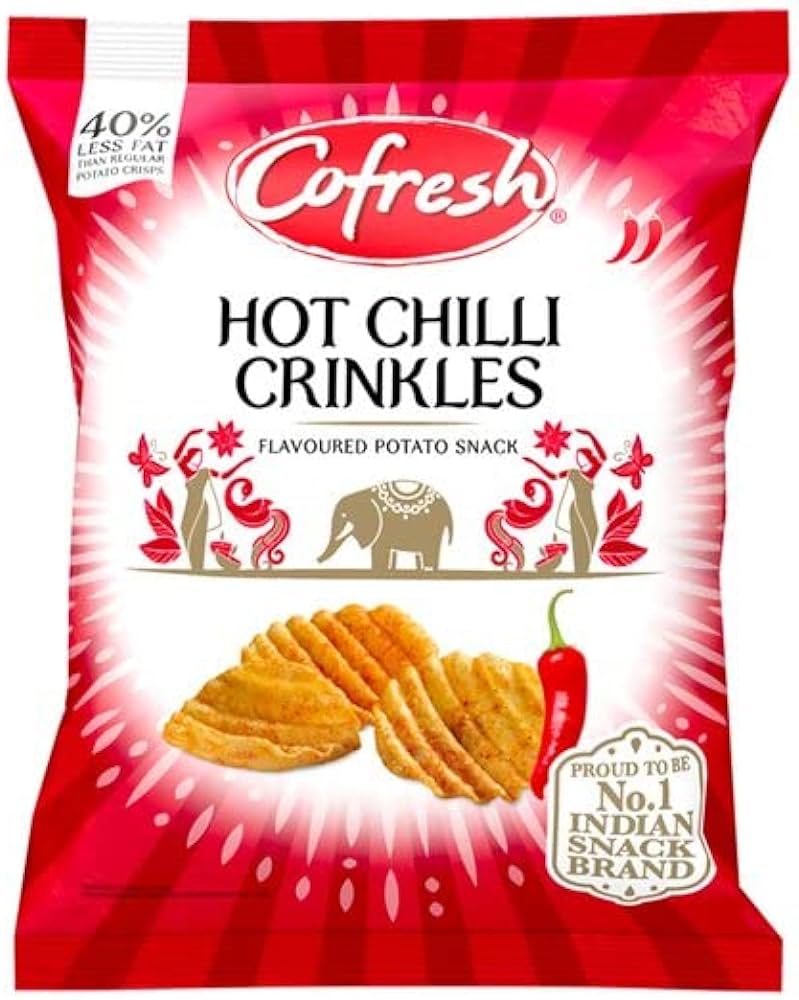 40%
LESS FAT
THAN REGULAR
POTATO CRISPS
Cofresh®
HOT CHILLI
CRINKLES
FLAVOURED POTATO SNACK
PROUD TO BE
No.1
INDIAN
SNACK
BRAND